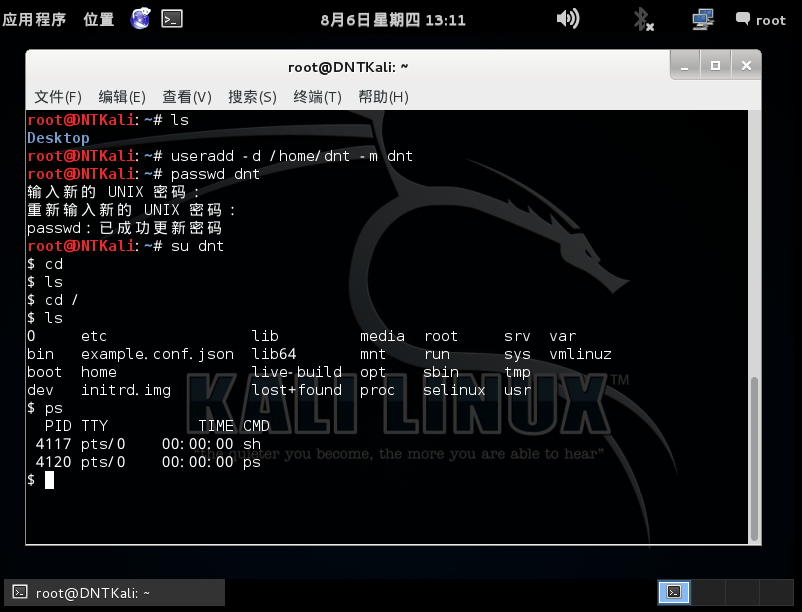 应用程序 位置 8月6日星期四 13:11 root
root@DNTKali: ~
文件(F) 编辑(E) 查看(V) 搜索(S) 终端(T) 帮助(H)
root@DNTKali:~# ls
Desktop
root@DNTKali:~# useradd -d /home/dnt -m dnt
root@DNTKali:~# passwd dnt
输入新的 UNIX 密码：
重新输入新的 UNIX 密码：
passwd：已成功更新密码
root@DNTKali:~# su dnt
$ cd
$ ls
$ cd /
$ ls
0 etc lib media root srv var
bin example.conf.json lib64 mnt run sys vmlinuz
boot home live-build opt sbin tmp
dev initrd.img lost+found proc selinux usr
$ ps
PID TTY TIME CMD
4117 pts/0 00:00:00 sh
4120 pts/0 00:00:00 ps
$
KALI LINUX™
"the quieter you become, the more you are able to hear"
root@DNTKali: ~